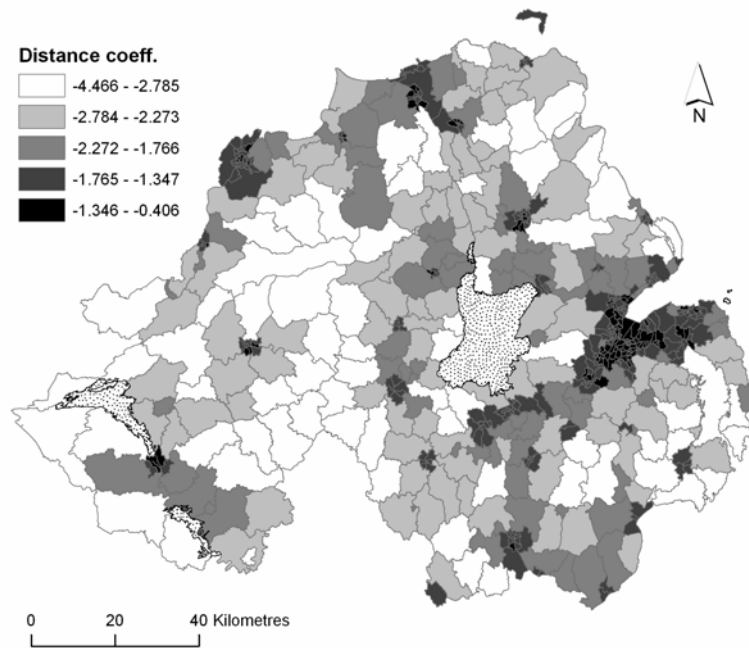 Distance coeff.
-4.466 - -2.785
-2.784 - -2.273
-2.272 - -1.766
-1.765 - -1.347
-1.346 - -0.406
N
0 20 40 Kilometres